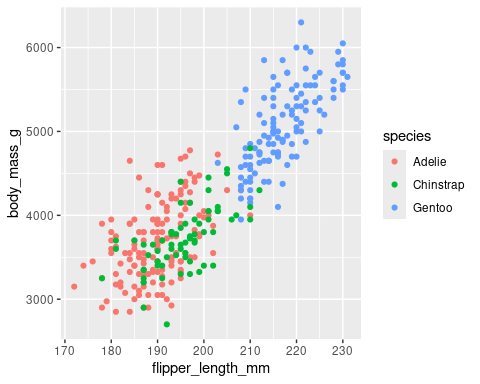 6000
5000
4000
3000
body_mass_g
170 180 190 200 210 220 230
flipper_length_mm
species
Adelie
Chinstrap
Gentoo